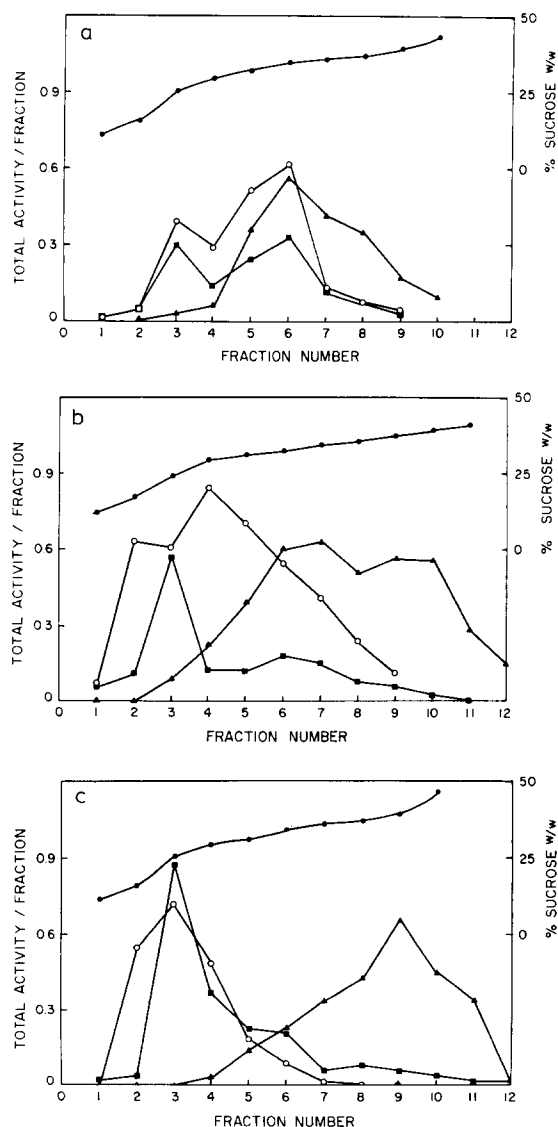 a
TOTAL ACTIVITY / FRACTION
0.9
0.6
0.3
0
50
25
0
% SUCROSE w/w
0 1 2 3 4 5 6 7 8 9 10 11 12
FRACTION NUMBER
b
TOTAL ACTIVITY / FRACTION
0.9
0.6
0.3
0
50
25
0
% SUCROSE w/w
0 1 2 3 4 5 6 7 8 9 10 11 12
FRACTION NUMBER
c
TOTAL ACTIVITY / FRACTION
0.9
0.6
0.3
0
50
25
0
% SUCROSE w/w
0 1 2 3 4 5 6 7 8 9 10 11 12
FRACTION NUMBER